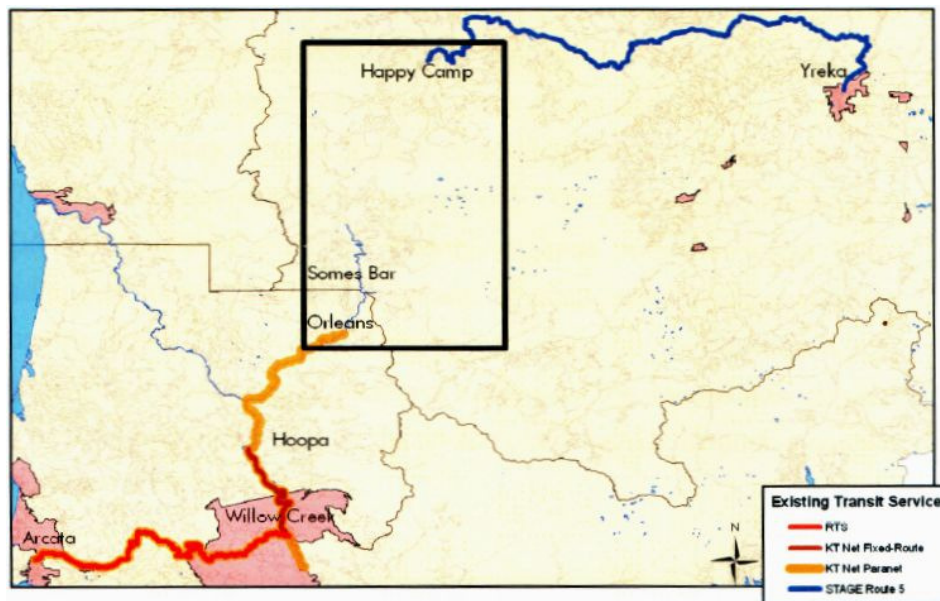 Happy Camp
Yreka
Somes Bar
Orleans
Hoopa
Willow Creek
Arcata
N
Existing Transit Service
RTS
KT Net Fixed-Route
KT Net Paranet
STAGE Route 5